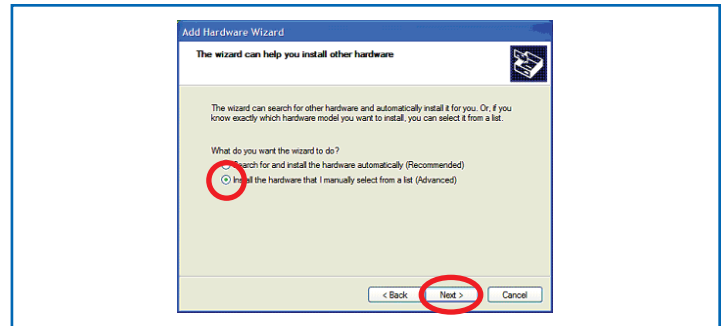 Add Hardware Wizard
The wizard can help you install other hardware
The wizard can search for other hardware and automatically install it for you. Or, if you
know exactly which hardware model you want to install, you can select it from a list.
What do you want the wizard to do?
Search for and install the hardware automatically (Recommended)
Install the hardware that I manually select from a list (Advanced)
< Back
Next >
Cancel